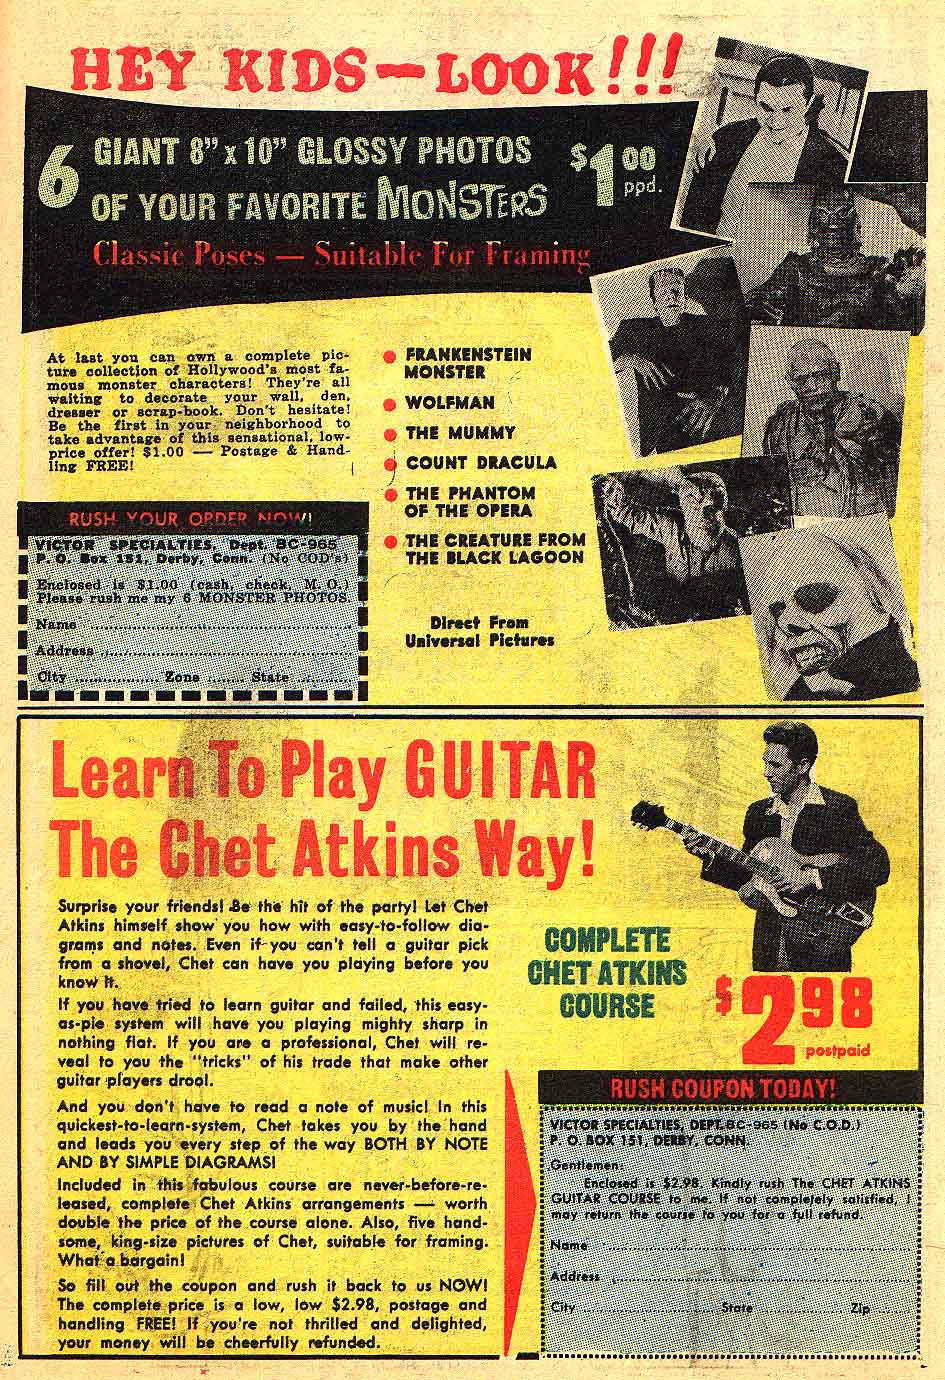 HEY KIDS—LOOK!!!
6 GIANT 8" x 10" GLOSSY PHOTOS
OF YOUR FAVORITE MONSTERS
$1 00 ppd.
Classic Poses — Suitable For Framing
At last you can own a complete pic-
ture collection of Hollywood's most fa-
mous monster characters! They're all
waiting to decorate your wall, den,
dresser or scrap-book. Don't hesitate!
Be the first in your neighborhood to
take advantage of this sensational, low-
price offer! $1.00 — Postage & Hand-
ling FREE!
● FRANKENSTEIN
MONSTER
● WOLFMAN
● THE MUMMY
● COUNT DRACULA
● THE PHANTOM
OF THE OPERA
● THE CREATURE FROM
THE BLACK LAGOON
Direct From
Universal Pictures
RUSH YOUR ORDER NOW!
VICTOR SPECIALTIES, Dept. BC-965
P. O. Box 151, Derby, Conn. (No COD's)
Enclosed is $1.00 (cash, check, M. O.)
Please rush me my 6 MONSTER PHOTOS.
Name
Address
City Zone State
Learn To Play GUITAR
The Chet Atkins Way!
Surprise your friends! Be the hit of the party! Let Chet
Atkins himself show you how with easy-to-follow dia-
grams and notes. Even if you can't tell a guitar pick
from a shovel, Chet can have you playing before you
know it.
If you have tried to learn guitar and failed, this easy-
as-pie system will have you playing mighty sharp in
nothing flat. If you are a professional, Chet will re-
veal to you the "tricks" of his trade that make other
guitar players drool.
And you don't have to read a note of music! In this
quickest-to-learn-system, Chet takes you by the hand
and leads you every step of the way BOTH BY NOTE
AND BY SIMPLE DIAGRAMS!
Included in this fabulous course are never-before-re-
leased, complete Chet Atkins arrangements — worth
double the price of the course alone. Also, five hand-
some, king-size pictures of Chet, suitable for framing.
What a bargain!
So fill out the coupon and rush it back to us NOW!
The complete price is a low, low $2.98, postage and
handling FREE! If you're not thrilled and delighted,
your money will be cheerfully refunded.
COMPLETE
CHET ATKINS
COURSE
$2 98
postpaid
RUSH COUPON TODAY!
VICTOR SPECIALTIES, DEPT. BC-965 (No C.O.D.)
P. O. BOX 151, DERBY, CONN.
Gentlemen:
Enclosed is $2.98. Kindly rush The CHET ATKINS
GUITAR COURSE to me. If not completely satisfied, I
may return the course to you for a full refund.
Name
Address
City State Zip